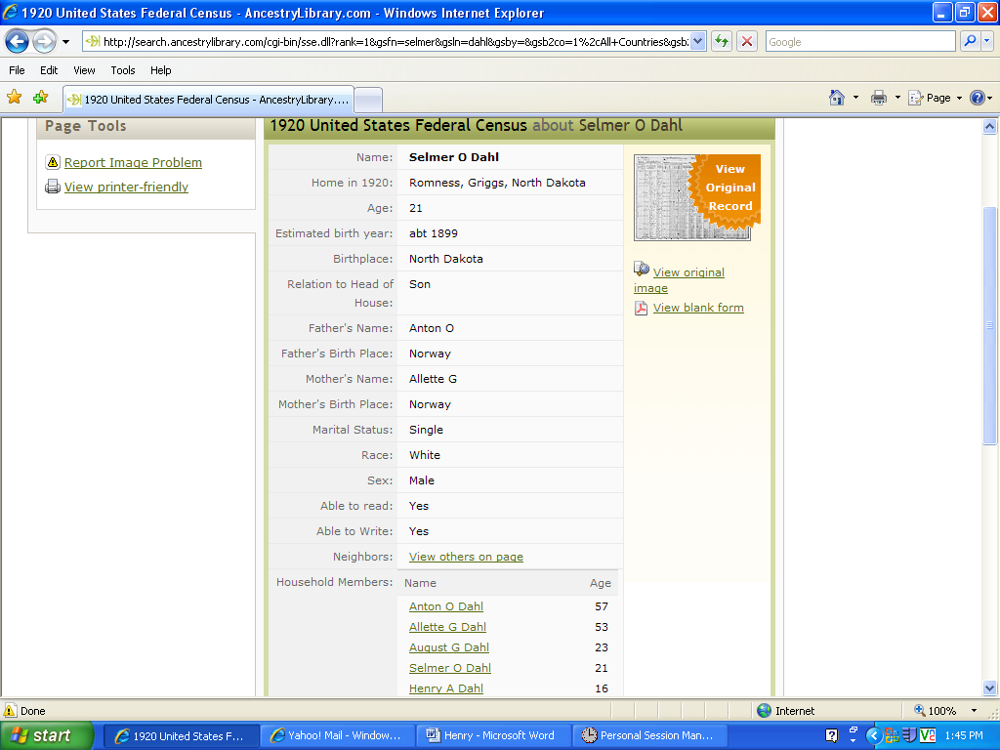 1920 United States Federal Census - AncestryLibrary.com - Windows Internet Explorer
http://search.ancestrylibrary.com/cgi-bin/sse.dll?rank=1&gsfn=selmer&gsln=dahl&gsby=&gsb2co=1%2cAll+Countries&gsb2
Google
File Edit View Tools Help
1920 United States Federal Census - AncestryLibrary....
Page
Page Tools
Report Image Problem
View printer-friendly
1920 United States Federal Census about Selmer O Dahl
Name: Selmer O Dahl
Home in 1920: Romness, Griggs, North Dakota
Age: 21
Estimated birth year: abt 1899
Birthplace: North Dakota
Relation to Head of House: Son
Father's Name: Anton O
Father's Birth Place: Norway
Mother's Name: Allette G
Mother's Birth Place: Norway
Marital Status: Single
Race: White
Sex: Male
Able to read: Yes
Able to Write: Yes
Neighbors: View others on page
Household Members: Name Age
Anton O Dahl 57
Allette G Dahl 53
August G Dahl 23
Selmer O Dahl 21
Henry A Dahl 16
View
Original
Record
View original
image
View blank form
Done
Internet
100%
start
1920 United States F...
Yahoo! Mail - Window...
Henry - Microsoft Word
Personal Session Man...
1:45 PM